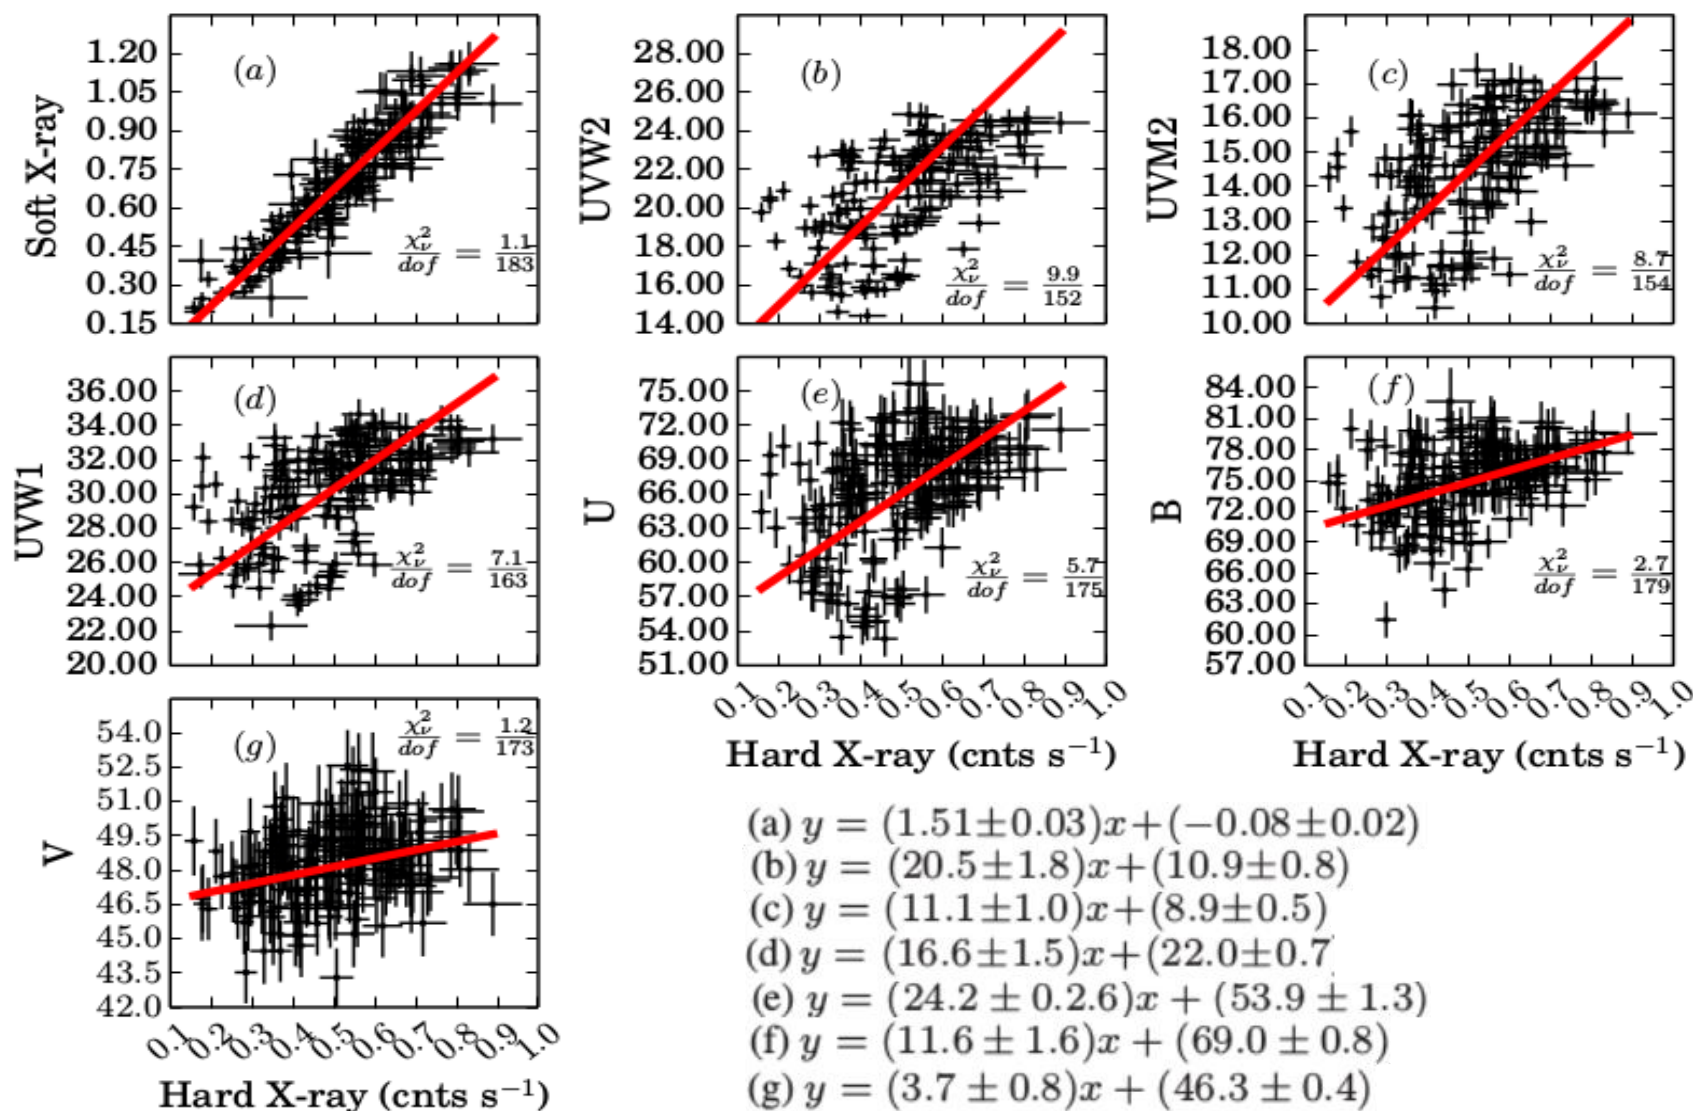 1.20
1.05
0.90
0.75
0.60
0.45
0.30
0.15
Soft X-ray
(a)
χ²ν/dof = 1.1/183
28.00
26.00
24.00
22.00
20.00
18.00
16.00
14.00
UVW2
(b)
χ²ν/dof = 9.9/152
18.00
17.00
16.00
15.00
14.00
13.00
12.00
11.00
10.00
UVM2
(c)
χ²ν/dof = 8.7/154
36.00
34.00
32.00
30.00
28.00
26.00
24.00
22.00
20.00
UVW1
(d)
χ²ν/dof = 7.1/163
75.00
72.00
69.00
66.00
63.00
60.00
57.00
54.00
51.00
U
(e)
χ²ν/dof = 5.7/175
0.1 0.2 0.3 0.4 0.5 0.6 0.7 0.8 0.9 1.0
Hard X-ray (cnts s⁻¹)
84.00
81.00
78.00
75.00
72.00
69.00
66.00
63.00
60.00
57.00
B
(f)
χ²ν/dof = 2.7/179
0.1 0.2 0.3 0.4 0.5 0.6 0.7 0.8 0.9 1.0
Hard X-ray (cnts s⁻¹)
54.0
52.5
51.0
49.5
48.0
46.5
45.0
43.5
42.0
V
(g)
χ²ν/dof = 1.2/173
0.1 0.2 0.3 0.4 0.5 0.6 0.7 0.8 0.9 1.0
Hard X-ray (cnts s⁻¹)
(a) y = (1.51±0.03)x+(−0.08±0.02)
(b) y = (20.5±1.8)x+(10.9±0.8)
(c) y = (11.1±1.0)x+(8.9±0.5)
(d) y = (16.6±1.5)x+(22.0±0.7
(e) y = (24.2 ± 0.2.6)x + (53.9 ± 1.3)
(f) y = (11.6 ± 1.6)x + (69.0 ± 0.8)
(g) y = (3.7 ± 0.8)x + (46.3 ± 0.4)